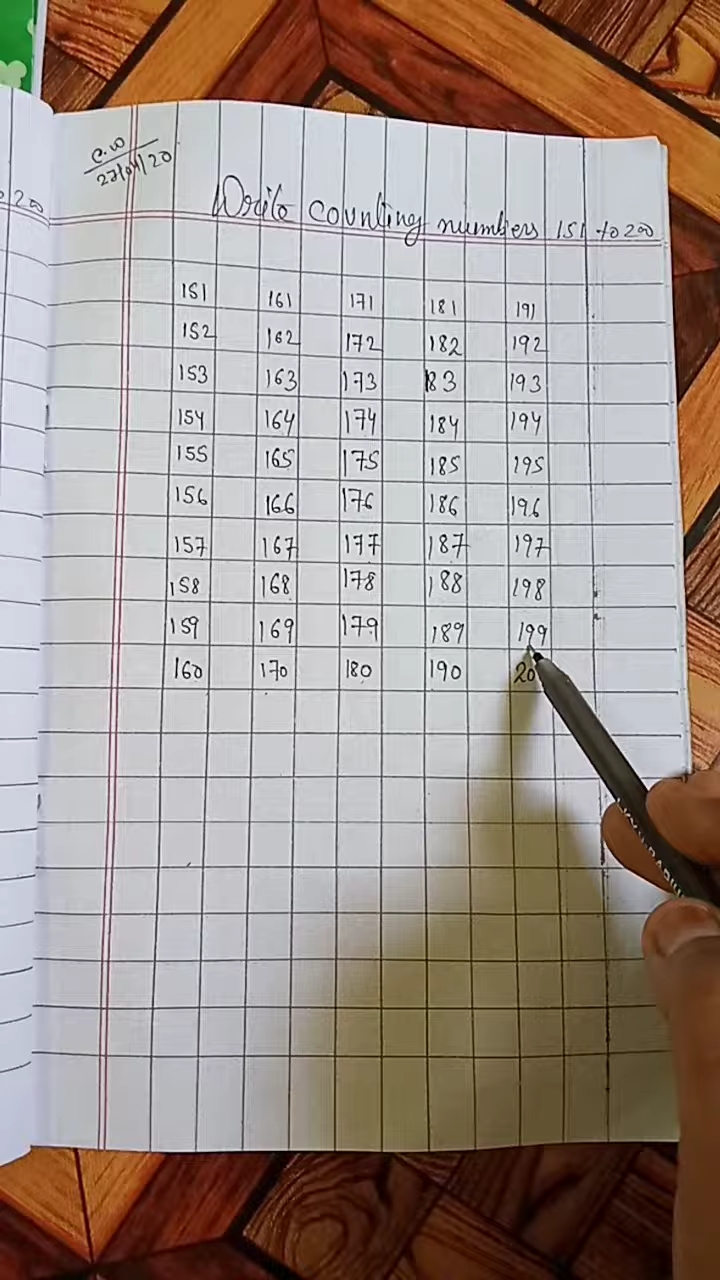 200
C.W
27/04/20
Write counting numbers 151 to 200
151 161 171 181 191
152 162 172 182 192
153 163 173 183 193
154 164 174 184 194
155 165 175 185 195
156 166 176 186 196
157 167 177 187 197
158 168 178 188 198
159 169 179 189 199
160 170 180 190 20